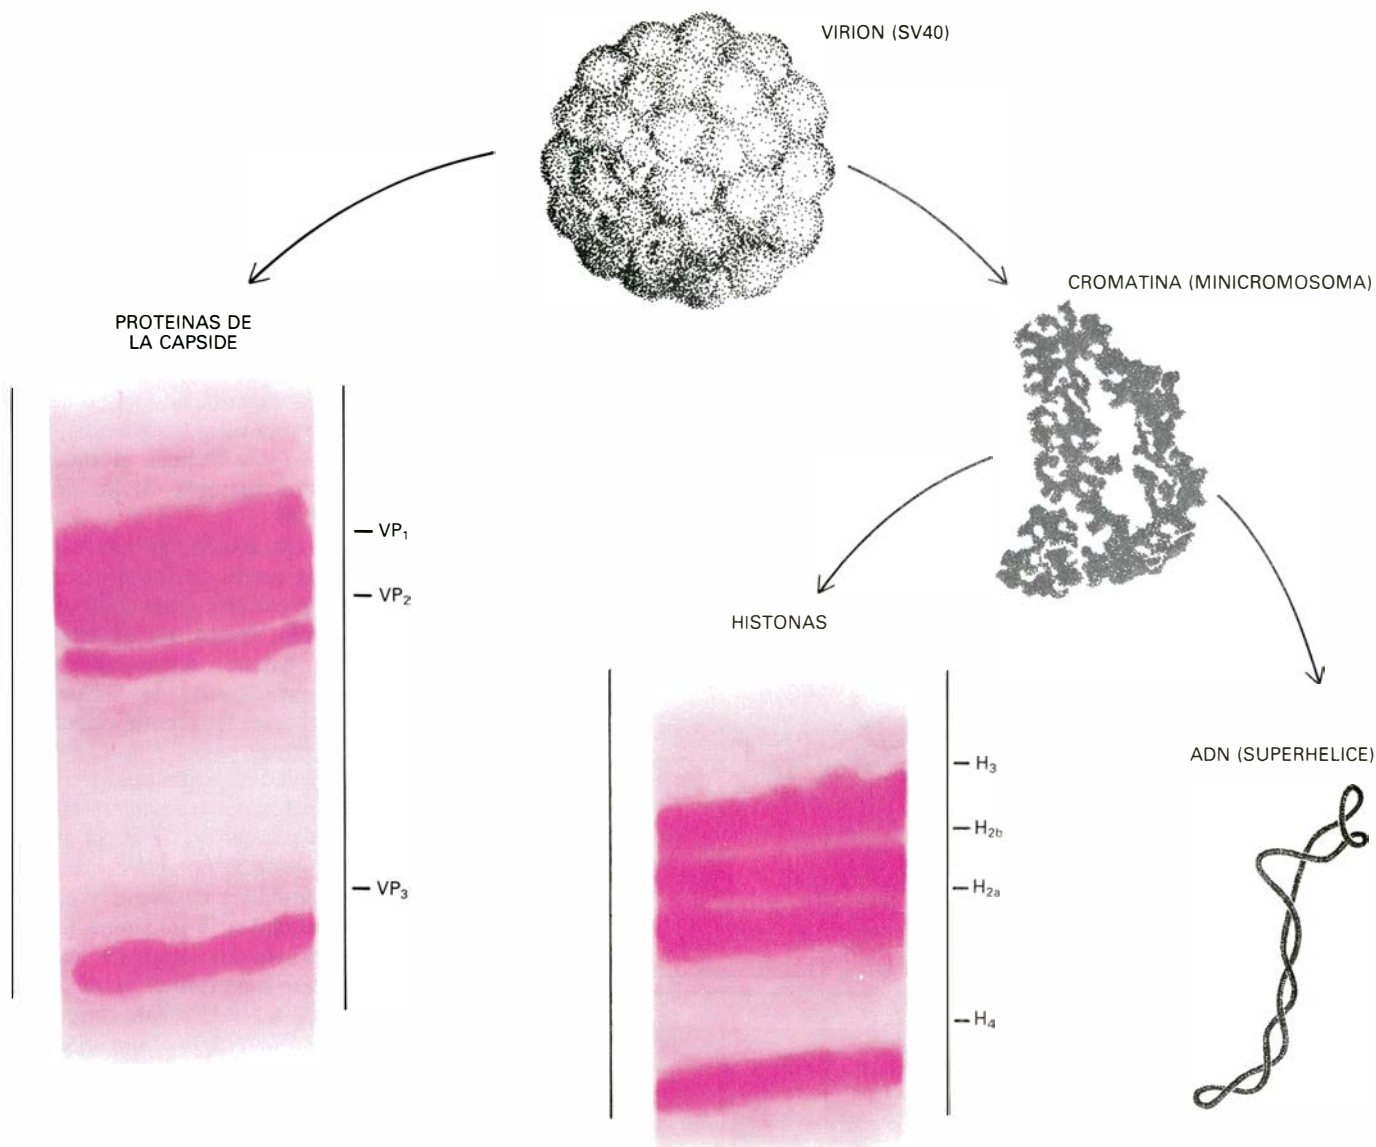 VIRION (SV40)
CROMATINA (MINICROMOSOMA)
PROTEINAS DE
LA CAPSIDE
VP₁
VP₂
VP₃
HISTONAS
H₃
H₂b
H₂a
H₄
ADN (SUPERHELICE)